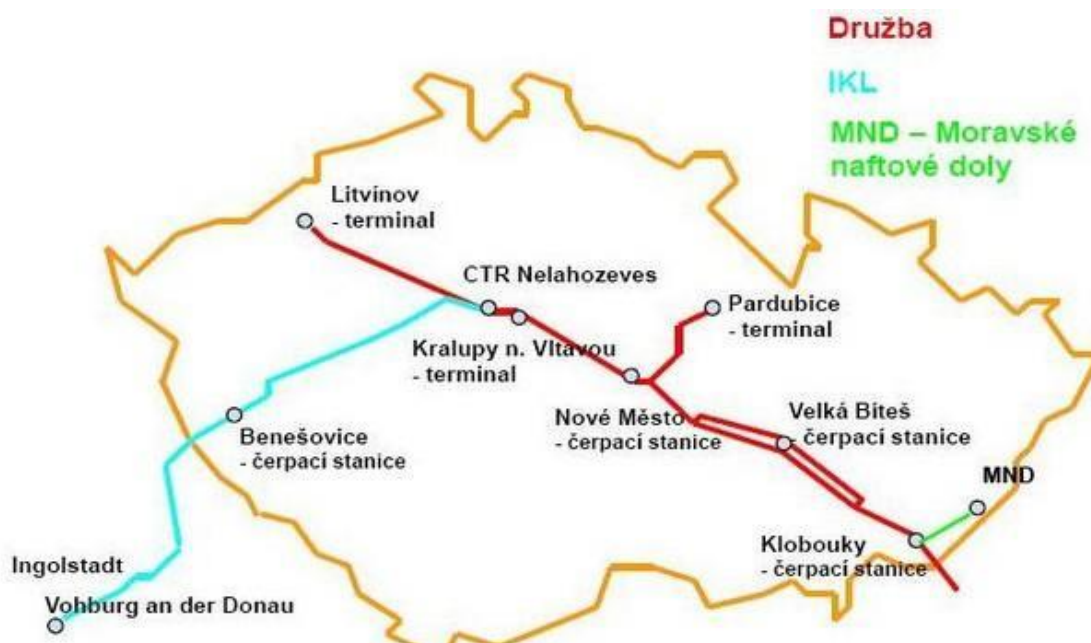 Družba
IKL
MND – Moravské
naftové doly
Litvínov
- terminal
CTR Nelahozeves
Pardubice
- terminal
Kralupy n. Vltavou
- terminal
Nové Město
- čerpací stanice
Velká Bíteš
- čerpací stanice
Benešovice
- čerpací stanice
MND
Klobouky
- čerpací stanice
Ingolstadt
Vohburg an der Donau